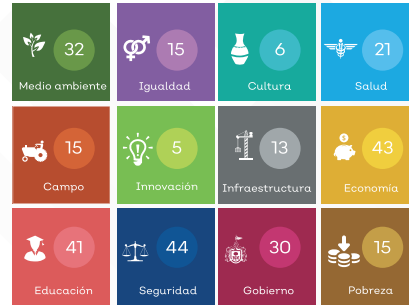 32
Medio ambiente
15
Igualdad
6
Cultura
21
Salud
15
Campo
5
Innovación
13
Infraestructura
43
Economía
41
Educación
44
Seguridad
30
Gobierno
15
Pobreza